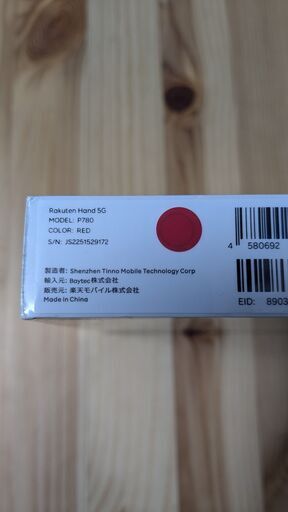 Rakuten Hand 5G
MODEL: P780
COLOR: RED
S/N: JS2251529172
製造者: Shenzhen Tinno Mobile Technology Corp
輸入元: Baytec株式会社
販売元: 楽天モバイル株式会社
Made in China
4 580692
EID: 8903